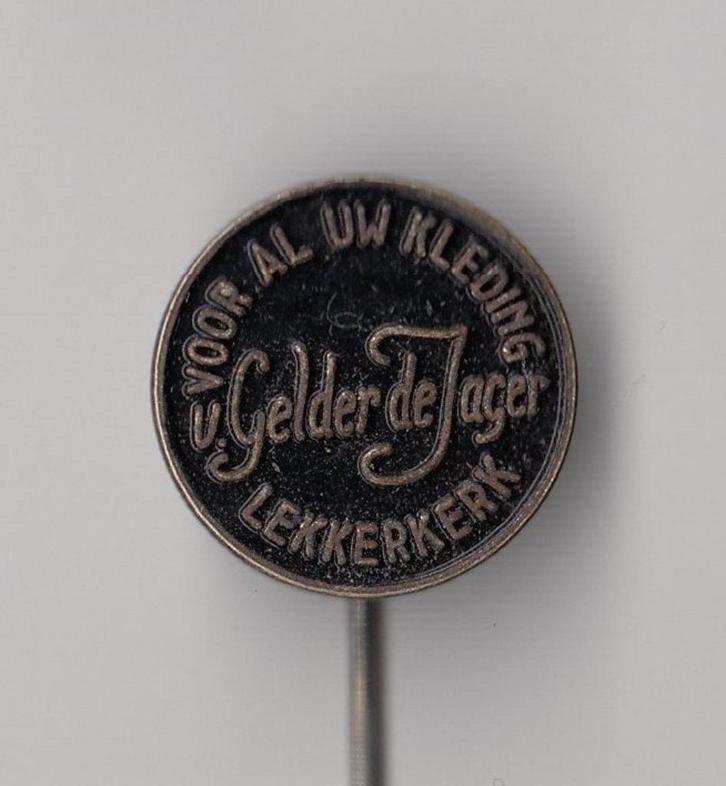 VOOR AL UW KLEDING
v. Gelder de Jager
LEKKERKERK